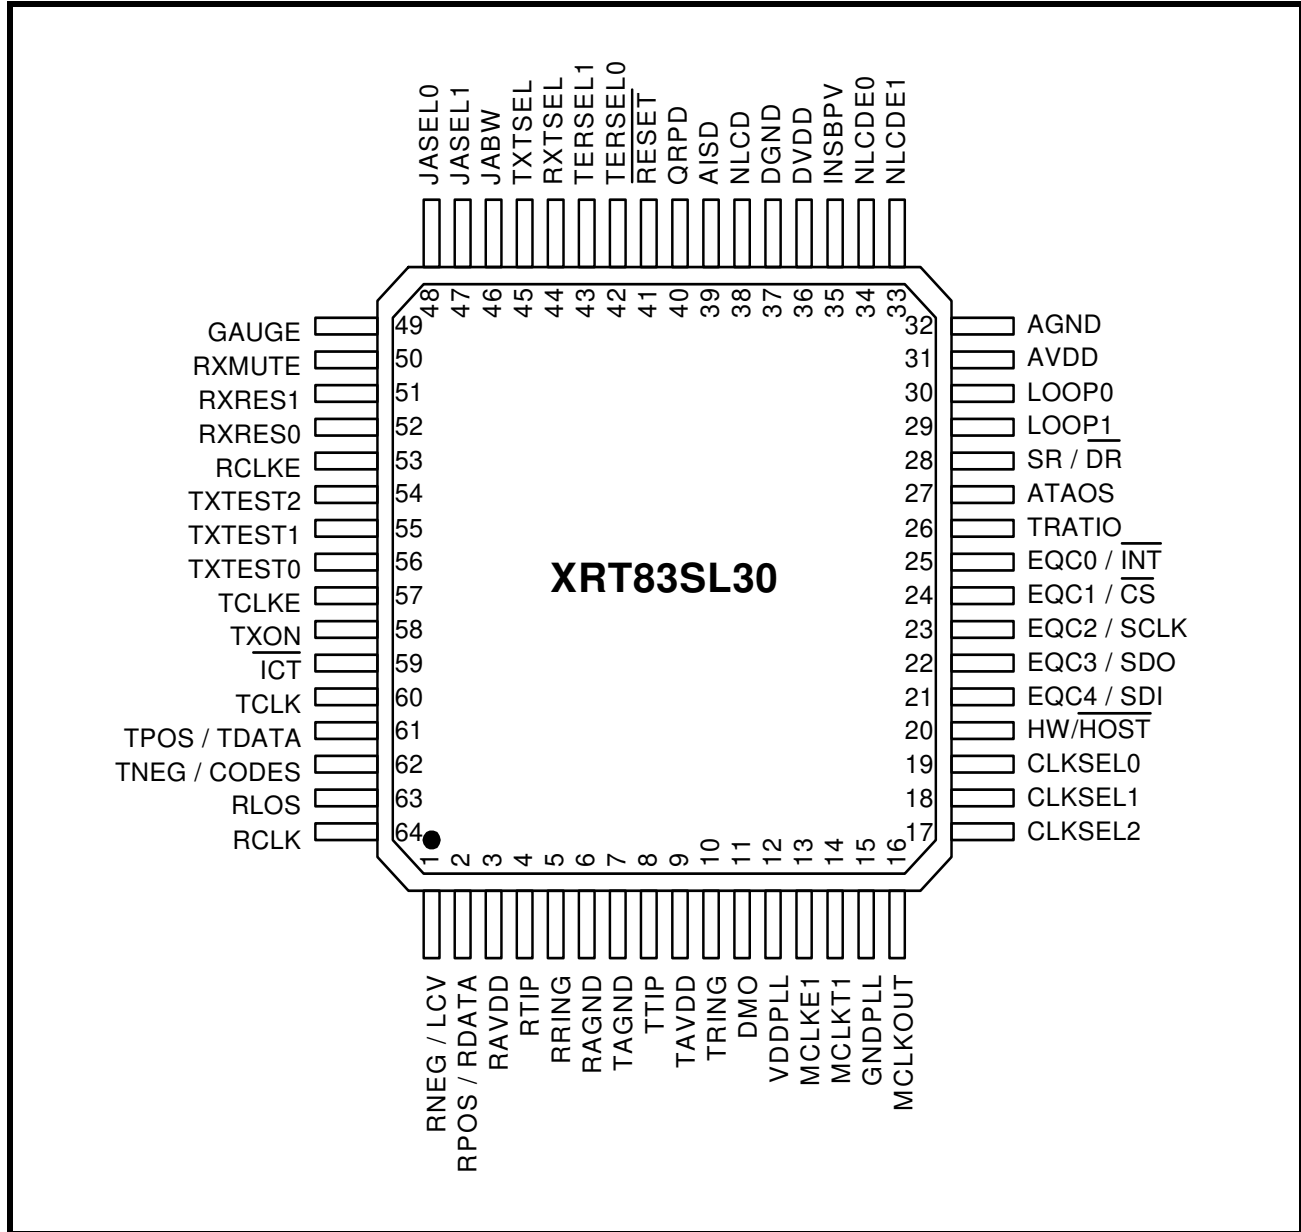 JASEL0
JASEL1
JABW
TXTSEL
RXTSEL
TERSEL1
TERSEL0
RESET
QRPD
AISD
NLCD
DGND
DVDD
INSBPV
NLCDE0
NLCDE1
48
47
46
45
44
43
42
41
40
39
38
37
36
35
34
33
GAUGE 49
RXMUTE 50
RXRES1 51
RXRES0 52
RCLKE 53
TXTEST2 54
TXTEST1 55
TXTEST0 56
TCLKE 57
TXON 58
ICT 59
TCLK 60
TPOS / TDATA 61
TNEG / CODES 62
RLOS 63
RCLK 64
XRT83SL30
32 AGND
31 AVDD
30 LOOP0
29 LOOP1
28 SR / DR
27 ATAOS
26 TRATIO
25 EQC0 / INT
24 EQC1 / CS
23 EQC2 / SCLK
22 EQC3 / SDO
21 EQC4 / SDI
20 HW/HOST
19 CLKSEL0
18 CLKSEL1
17 CLKSEL2
1
2
3
4
5
6
7
8
9
10
11
12
13
14
15
16
RNEG / LCV
RPOS / RDATA
RAVDD
RTIP
RRING
RAGND
TAGND
TTIP
TAVDD
TRING
DMO
VDDPLL
MCLKE1
MCLKT1
GNDPLL
MCLKOUT